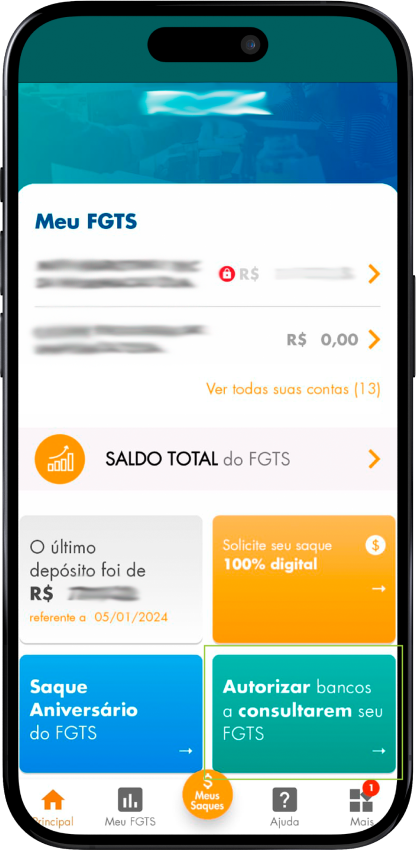 Meu FGTS
R$
R$ 0,00
Ver todas suas contas (13)
SALDO TOTAL do FGTS
O último
depósito foi de
R$
referente a 05/01/2024
Solicite seu saque
100% digital
$
Saque
Aniversário
do FGTS
Autorizar bancos
a consultarem seu
FGTS
Principal
Meu FGTS
$
Meus
Saques
Ajuda
1
Mais